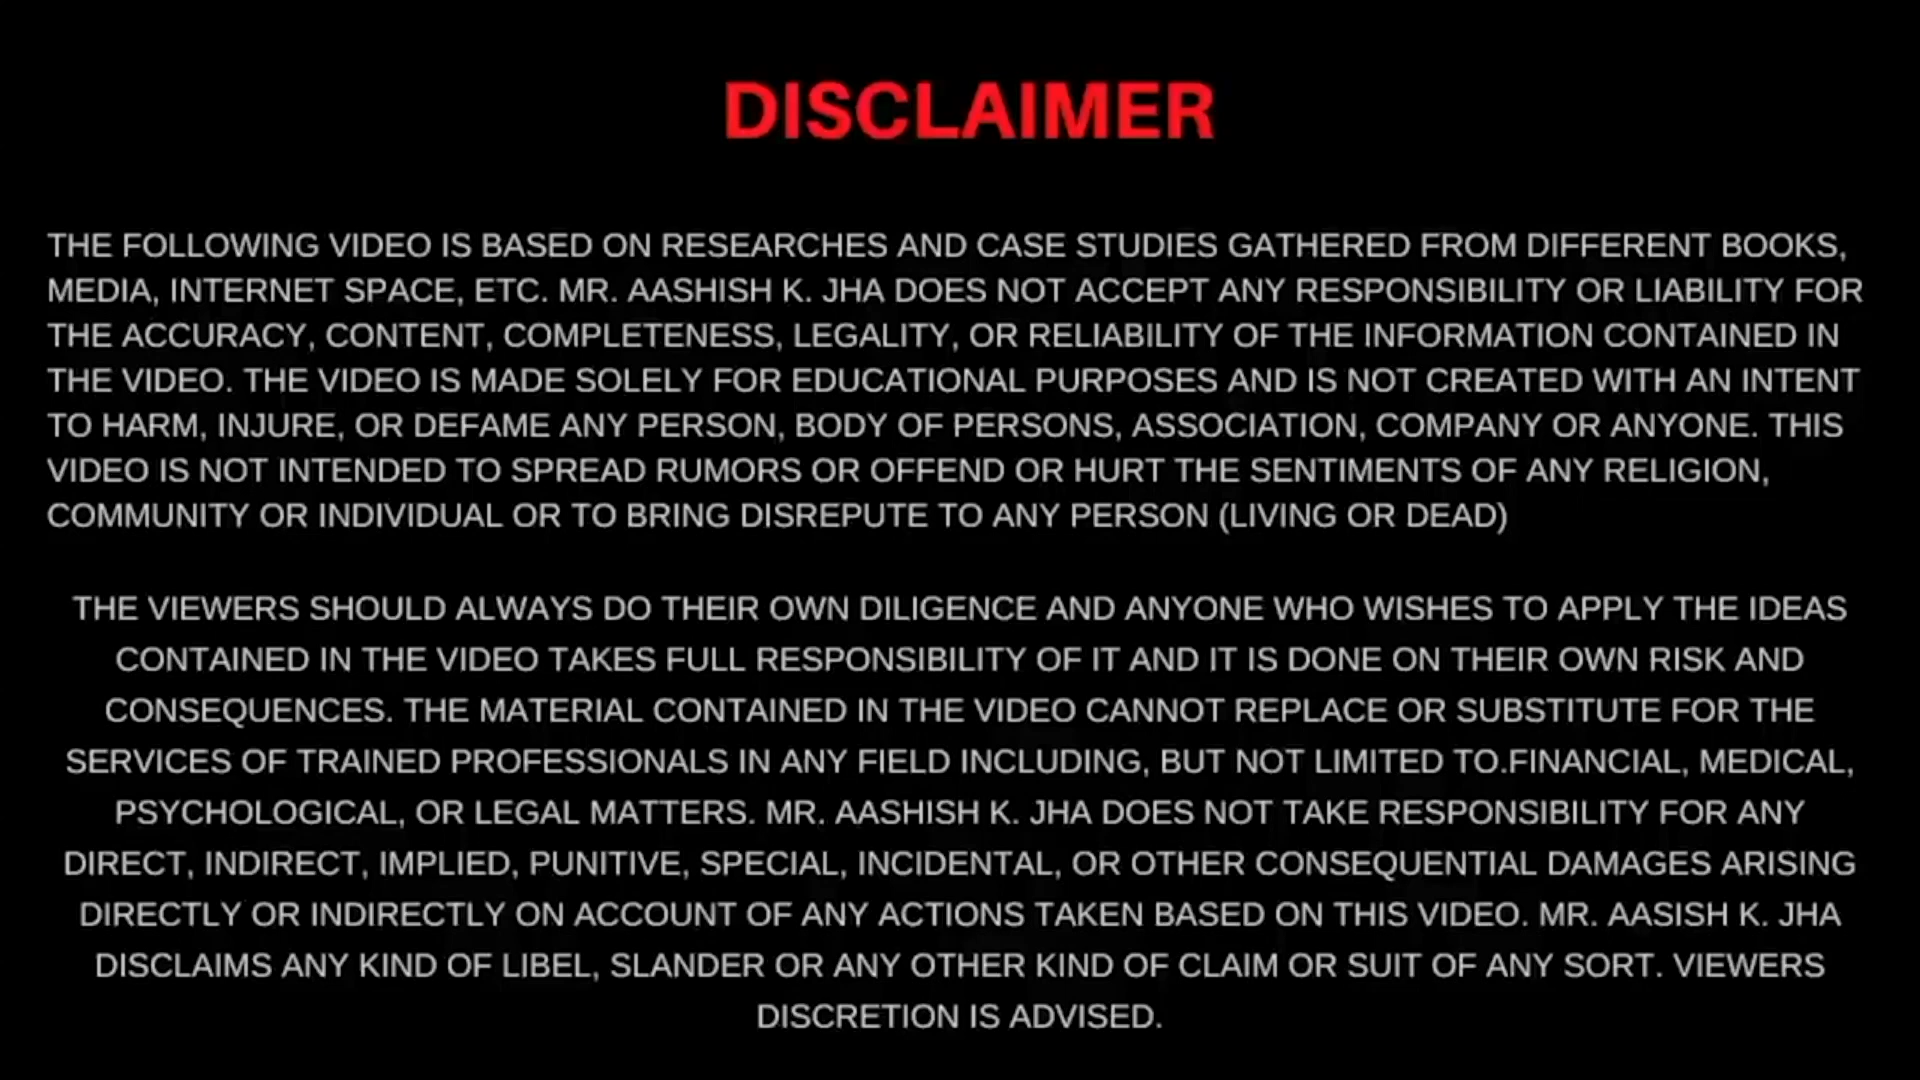 DISCLAIMER
THE FOLLOWING VIDEO IS BASED ON RESEARCHES AND CASE STUDIES GATHERED FROM DIFFERENT BOOKS,
MEDIA, INTERNET SPACE, ETC. MR. AASHISH K. JHA DOES NOT ACCEPT ANY RESPONSIBILITY OR LIABILITY FOR
THE ACCURACY, CONTENT, COMPLETENESS, LEGALITY, OR RELIABILITY OF THE INFORMATION CONTAINED IN
THE VIDEO. THE VIDEO IS MADE SOLELY FOR EDUCATIONAL PURPOSES AND IS NOT CREATED WITH AN INTENT
TO HARM, INJURE, OR DEFAME ANY PERSON, BODY OF PERSONS, ASSOCIATION, COMPANY OR ANYONE. THIS
VIDEO IS NOT INTENDED TO SPREAD RUMORS OR OFFEND OR HURT THE SENTIMENTS OF ANY RELIGION,
COMMUNITY OR INDIVIDUAL OR TO BRING DISREPUTE TO ANY PERSON (LIVING OR DEAD)
THE VIEWERS SHOULD ALWAYS DO THEIR OWN DILIGENCE AND ANYONE WHO WISHES TO APPLY THE IDEAS
CONTAINED IN THE VIDEO TAKES FULL RESPONSIBILITY OF IT AND IT IS DONE ON THEIR OWN RISK AND
CONSEQUENCES. THE MATERIAL CONTAINED IN THE VIDEO CANNOT REPLACE OR SUBSTITUTE FOR THE
SERVICES OF TRAINED PROFESSIONALS IN ANY FIELD INCLUDING, BUT NOT LIMITED TO.FINANCIAL, MEDICAL,
PSYCHOLOGICAL, OR LEGAL MATTERS. MR. AASHISH K. JHA DOES NOT TAKE RESPONSIBILITY FOR ANY
DIRECT, INDIRECT, IMPLIED, PUNITIVE, SPECIAL, INCIDENTAL, OR OTHER CONSEQUENTIAL DAMAGES ARISING
DIRECTLY OR INDIRECTLY ON ACCOUNT OF ANY ACTIONS TAKEN BASED ON THIS VIDEO. MR. AASISH K. JHA
DISCLAIMS ANY KIND OF LIBEL, SLANDER OR ANY OTHER KIND OF CLAIM OR SUIT OF ANY SORT. VIEWERS
DISCRETION IS ADVISED.